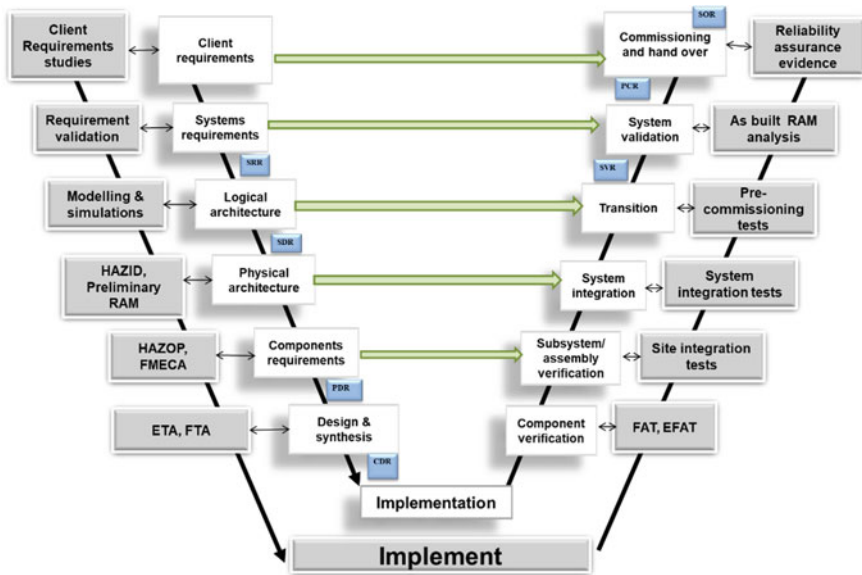 SOR
Client
Requirements
studies
Client
requirements
Commissioning
and hand over
Reliability
assurance
evidence
PCR
Requirement
validation
Systems
requirements
System
validation
As built RAM
analysis
SRR
SVR
Modelling &
simulations
Logical
architecture
Transition
Pre-
commissioning
tests
SDR
HAZID,
Preliminary
RAM
Physical
architecture
System
integration
System
integration tests
HAZOP,
FMECA
Components
requirements
Subsystem/
assembly
verification
Site integration
tests
PDR
ETA, FTA
Design &
synthesis
Component
verification
FAT, EFAT
CDR
Implementation
Implement